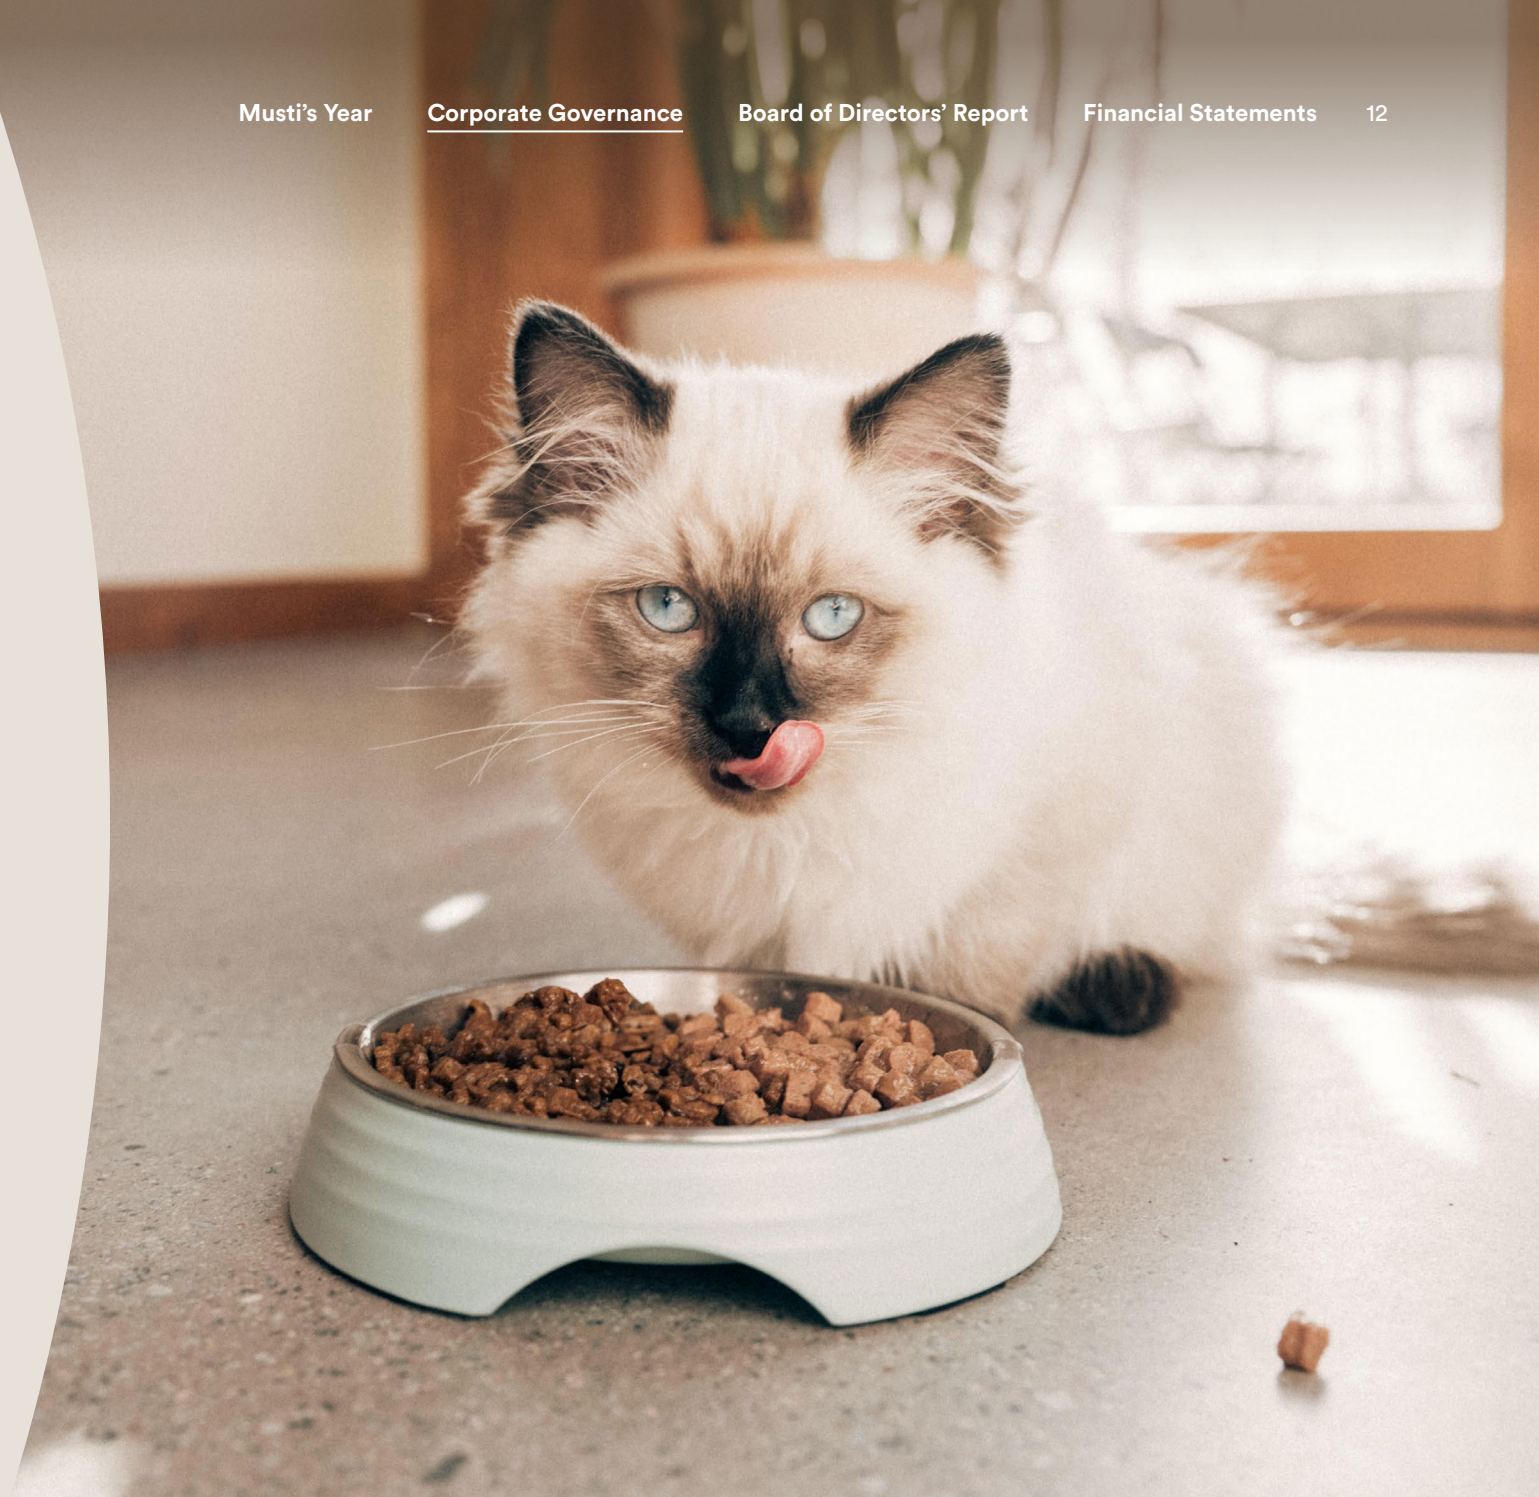 Musti’s Year Corporate Governance Board of Directors’ Report Financial Statements 12